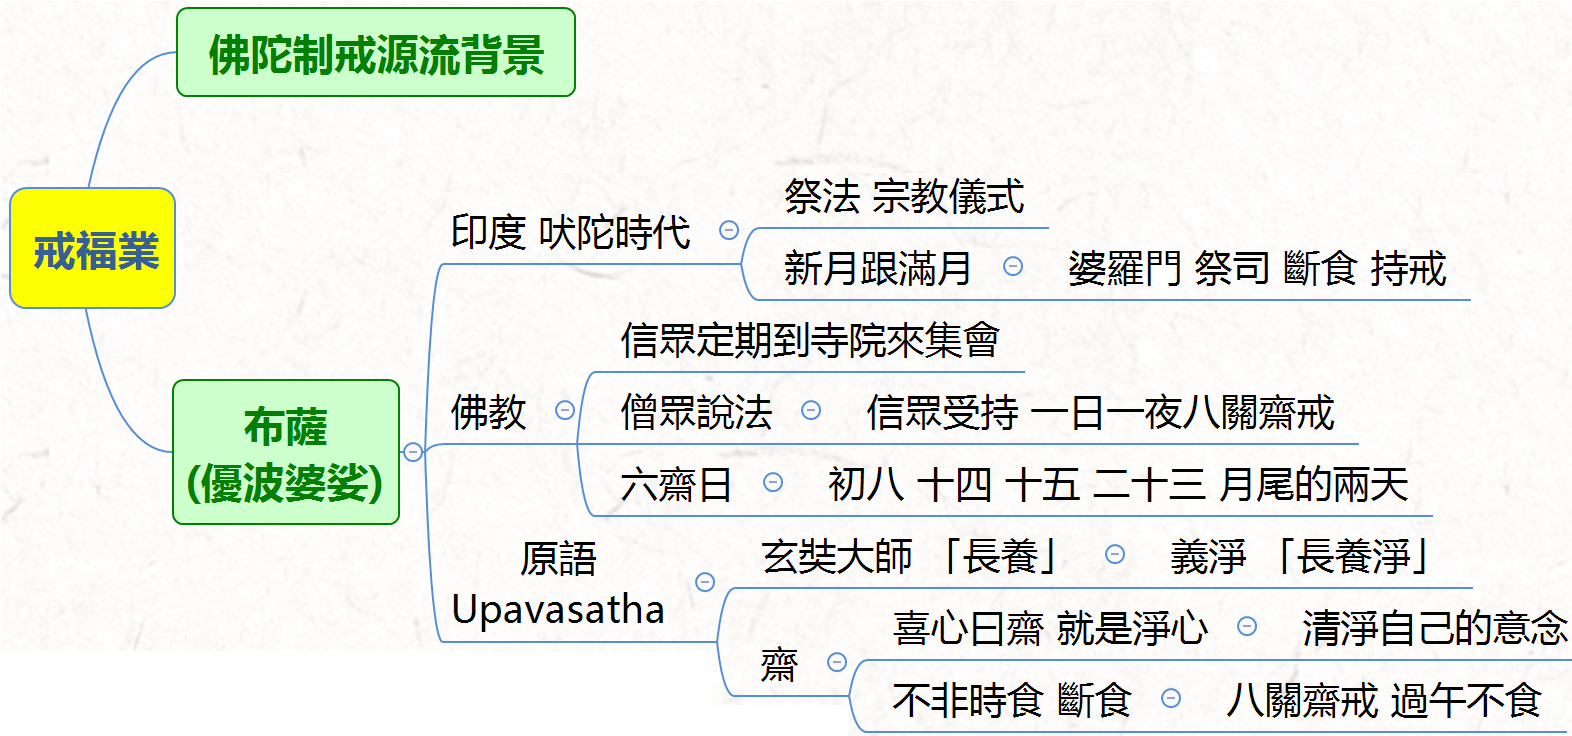 佛陀制戒源流背景
戒福業
布薩
(優波婆娑)
印度 吠陀時代
祭法 宗教儀式
新月跟滿月
婆羅門 祭司 斷食 持戒
佛教
信眾定期到寺院來集會
僧眾說法
信眾受持 一日一夜八關齋戒
六齋日
初八 十四 十五 二十三 月尾的兩天
原語
Upavasatha
玄奘大師 「長養」
義淨 「長養淨」
齋
喜心曰齋 就是淨心
清淨自己的意念
不非時食 斷食
八關齋戒 過午不食